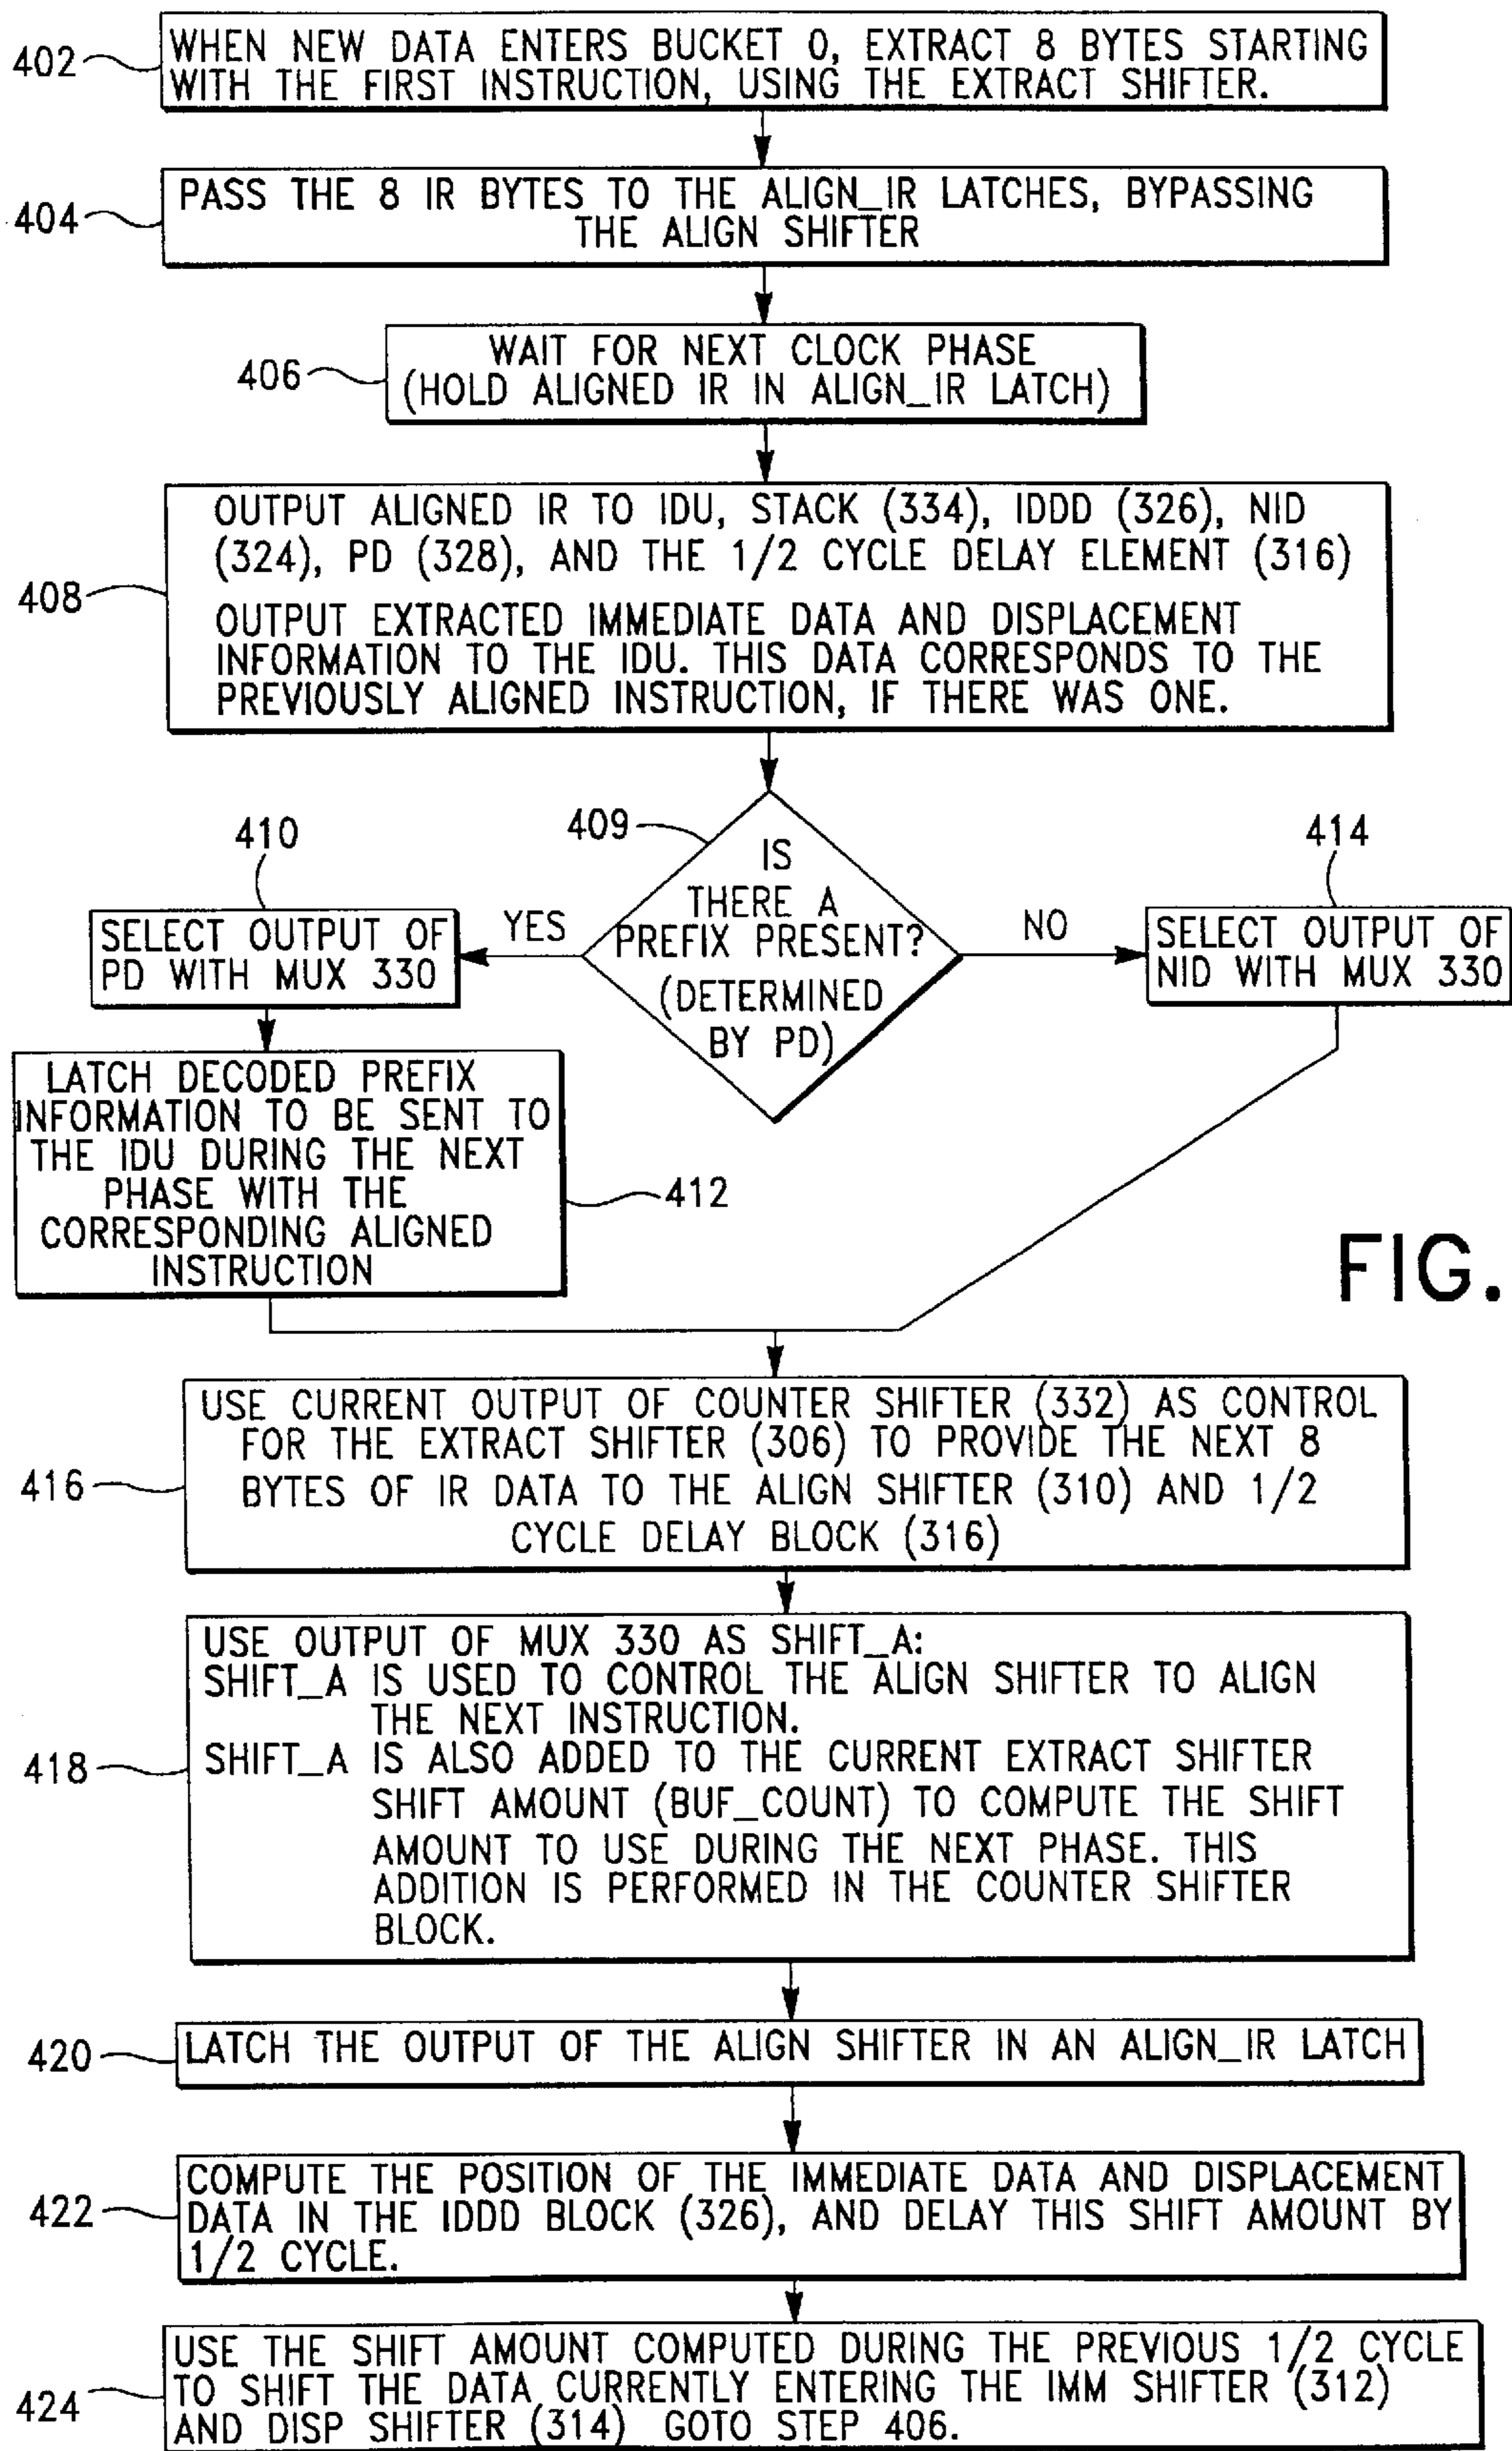 402
WHEN NEW DATA ENTERS BUCKET 0, EXTRACT 8 BYTES STARTING
WITH THE FIRST INSTRUCTION, USING THE EXTRACT SHIFTER.
404
PASS THE 8 IR BYTES TO THE ALIGN_IR LATCHES, BYPASSING
THE ALIGN SHIFTER
406
WAIT FOR NEXT CLOCK PHASE
(HOLD ALIGNED IR IN ALIGN_IR LATCH)
408
OUTPUT ALIGNED IR TO IDU, STACK (334), IDDD (326), NID
(324), PD (328), AND THE 1/2 CYCLE DELAY ELEMENT (316)
OUTPUT EXTRACTED IMMEDIATE DATA AND DISPLACEMENT
INFORMATION TO THE IDU. THIS DATA CORRESPONDS TO THE
PREVIOUSLY ALIGNED INSTRUCTION, IF THERE WAS ONE.
409
IS
THERE A
PREFIX PRESENT?
(DETERMINED
BY PD)
YES
NO
410
SELECT OUTPUT OF
PD WITH MUX 330
414
SELECT OUTPUT OF
NID WITH MUX 330
LATCH DECODED PREFIX
INFORMATION TO BE SENT TO
THE IDU DURING THE NEXT
PHASE WITH THE
CORRESPONDING ALIGNED
INSTRUCTION
412
FIG.
416
USE CURRENT OUTPUT OF COUNTER SHIFTER (332) AS CONTROL
FOR THE EXTRACT SHIFTER (306) TO PROVIDE THE NEXT 8
BYTES OF IR DATA TO THE ALIGN SHIFTER (310) AND 1/2
CYCLE DELAY BLOCK (316)
418
USE OUTPUT OF MUX 330 AS SHIFT_A:
SHIFT_A IS USED TO CONTROL THE ALIGN SHIFTER TO ALIGN
THE NEXT INSTRUCTION.
SHIFT_A IS ALSO ADDED TO THE CURRENT EXTRACT SHIFTER
SHIFT AMOUNT (BUF_COUNT) TO COMPUTE THE SHIFT
AMOUNT TO USE DURING THE NEXT PHASE. THIS
ADDITION IS PERFORMED IN THE COUNTER SHIFTER
BLOCK.
420
LATCH THE OUTPUT OF THE ALIGN SHIFTER IN AN ALIGN_IR LATCH
422
COMPUTE THE POSITION OF THE IMMEDIATE DATA AND DISPLACEMENT
DATA IN THE IDDD BLOCK (326), AND DELAY THIS SHIFT AMOUNT BY
1/2 CYCLE.
424
USE THE SHIFT AMOUNT COMPUTED DURING THE PREVIOUS 1/2 CYCLE
TO SHIFT THE DATA CURRENTLY ENTERING THE IMM SHIFTER (312)
AND DISP SHIFTER (314) GOTO STEP 406.